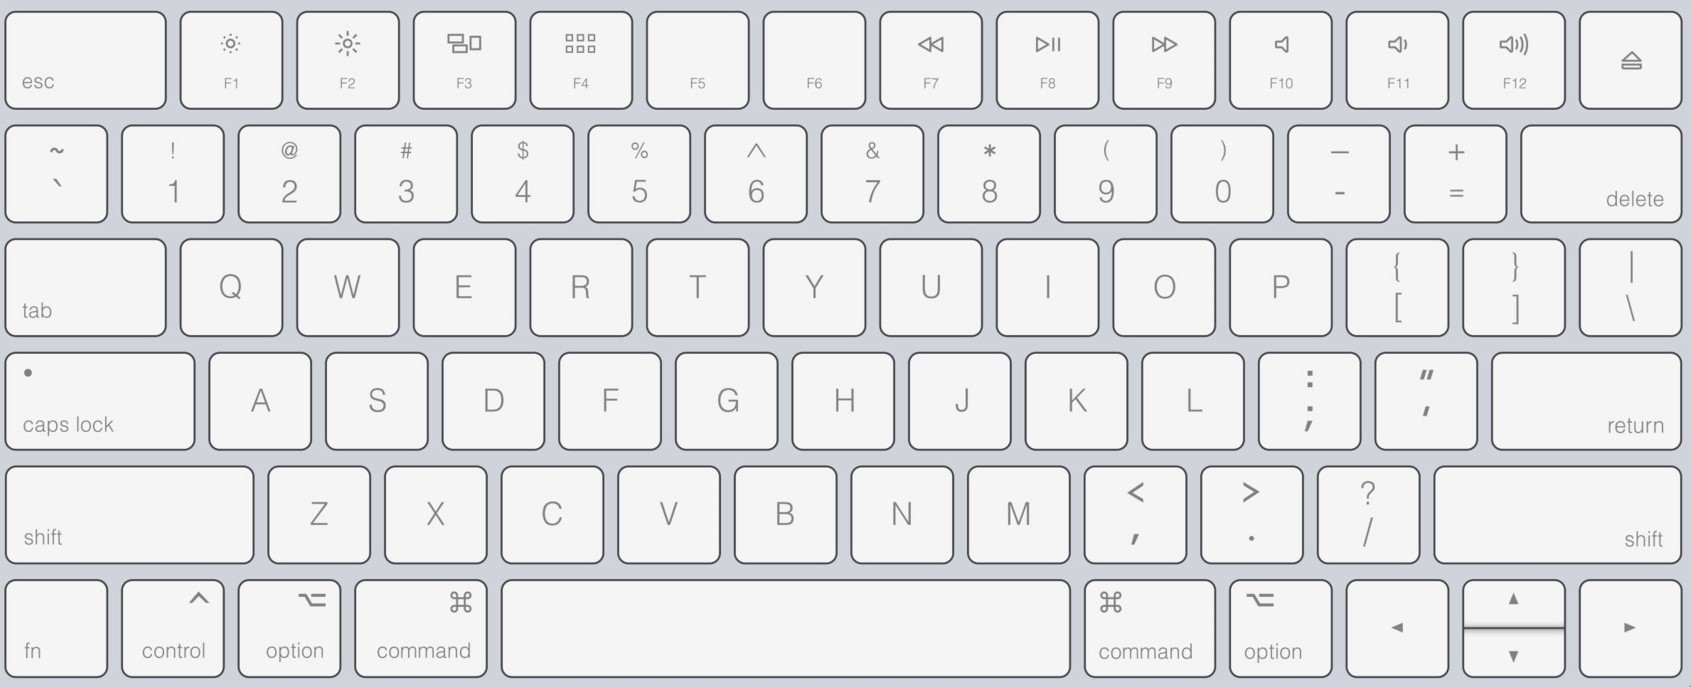 esc F1 F2 F3 F4 F5 F6 F7 F8 F9 F10 F11 F12
~ ! @ # $ % ^ & * ( ) — +
` 1 2 3 4 5 6 7 8 9 0 - = delete
tab Q W E R T Y U I O P { } |
[ ] \
caps lock A S D F G H J K L : "
; ' return
shift Z X C V B N M < > ?
, . / shift
fn control option command command option